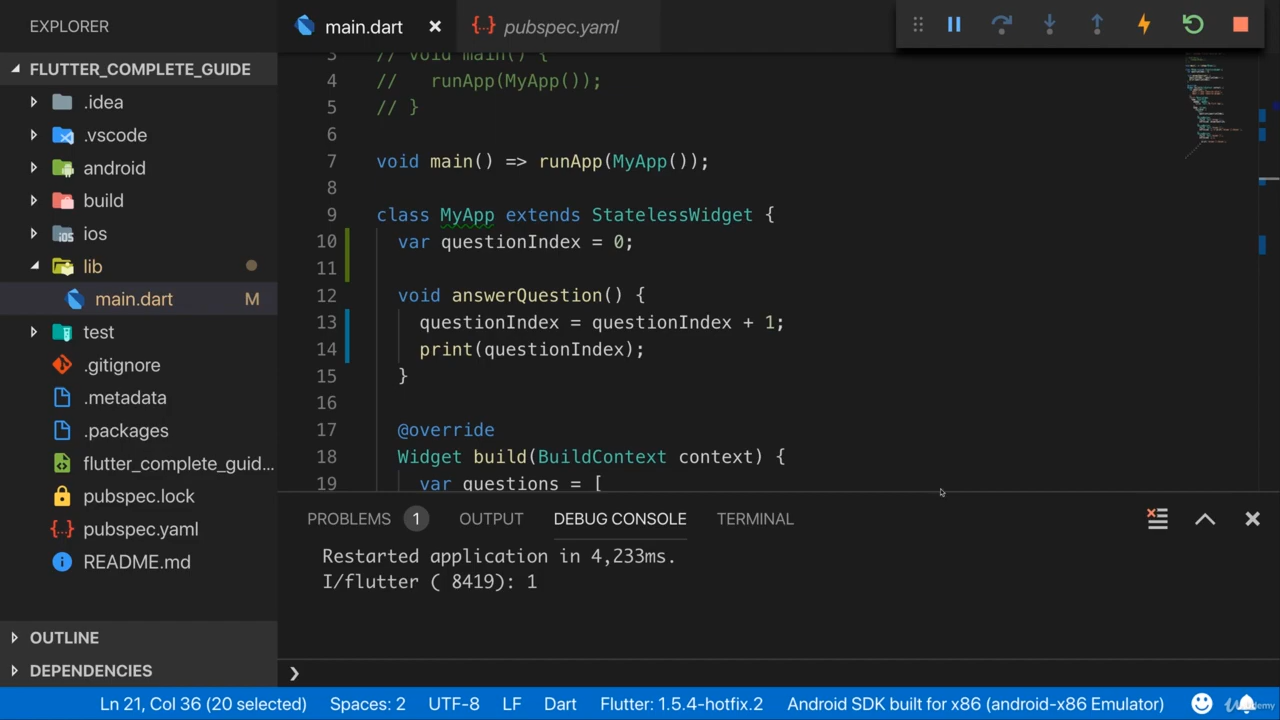 EXPLORER
main.dart
pubspec.yaml
FLUTTER_COMPLETE_GUIDE
.idea
.vscode
android
build
ios
lib
main.dart M
test
.gitignore
.metadata
.packages
flutter_complete_guid...
pubspec.lock
pubspec.yaml
README.md
OUTLINE
DEPENDENCIES
3 // void main() {
4 //   runApp(MyApp());
5 // }
6
7 void main() => runApp(MyApp());
8
9 class MyApp extends StatelessWidget {
10   var questionIndex = 0;
11
12   void answerQuestion() {
13     questionIndex = questionIndex + 1;
14     print(questionIndex);
15   }
16
17   @override
18   Widget build(BuildContext context) {
19     var questions = [
PROBLEMS 1 OUTPUT DEBUG CONSOLE TERMINAL
Restarted application in 4,233ms.
I/flutter ( 8419): 1
Ln 21, Col 36 (20 selected) Spaces: 2 UTF-8 LF Dart Flutter: 1.5.4-hotfix.2 Android SDK built for x86 (android-x86 Emulator)